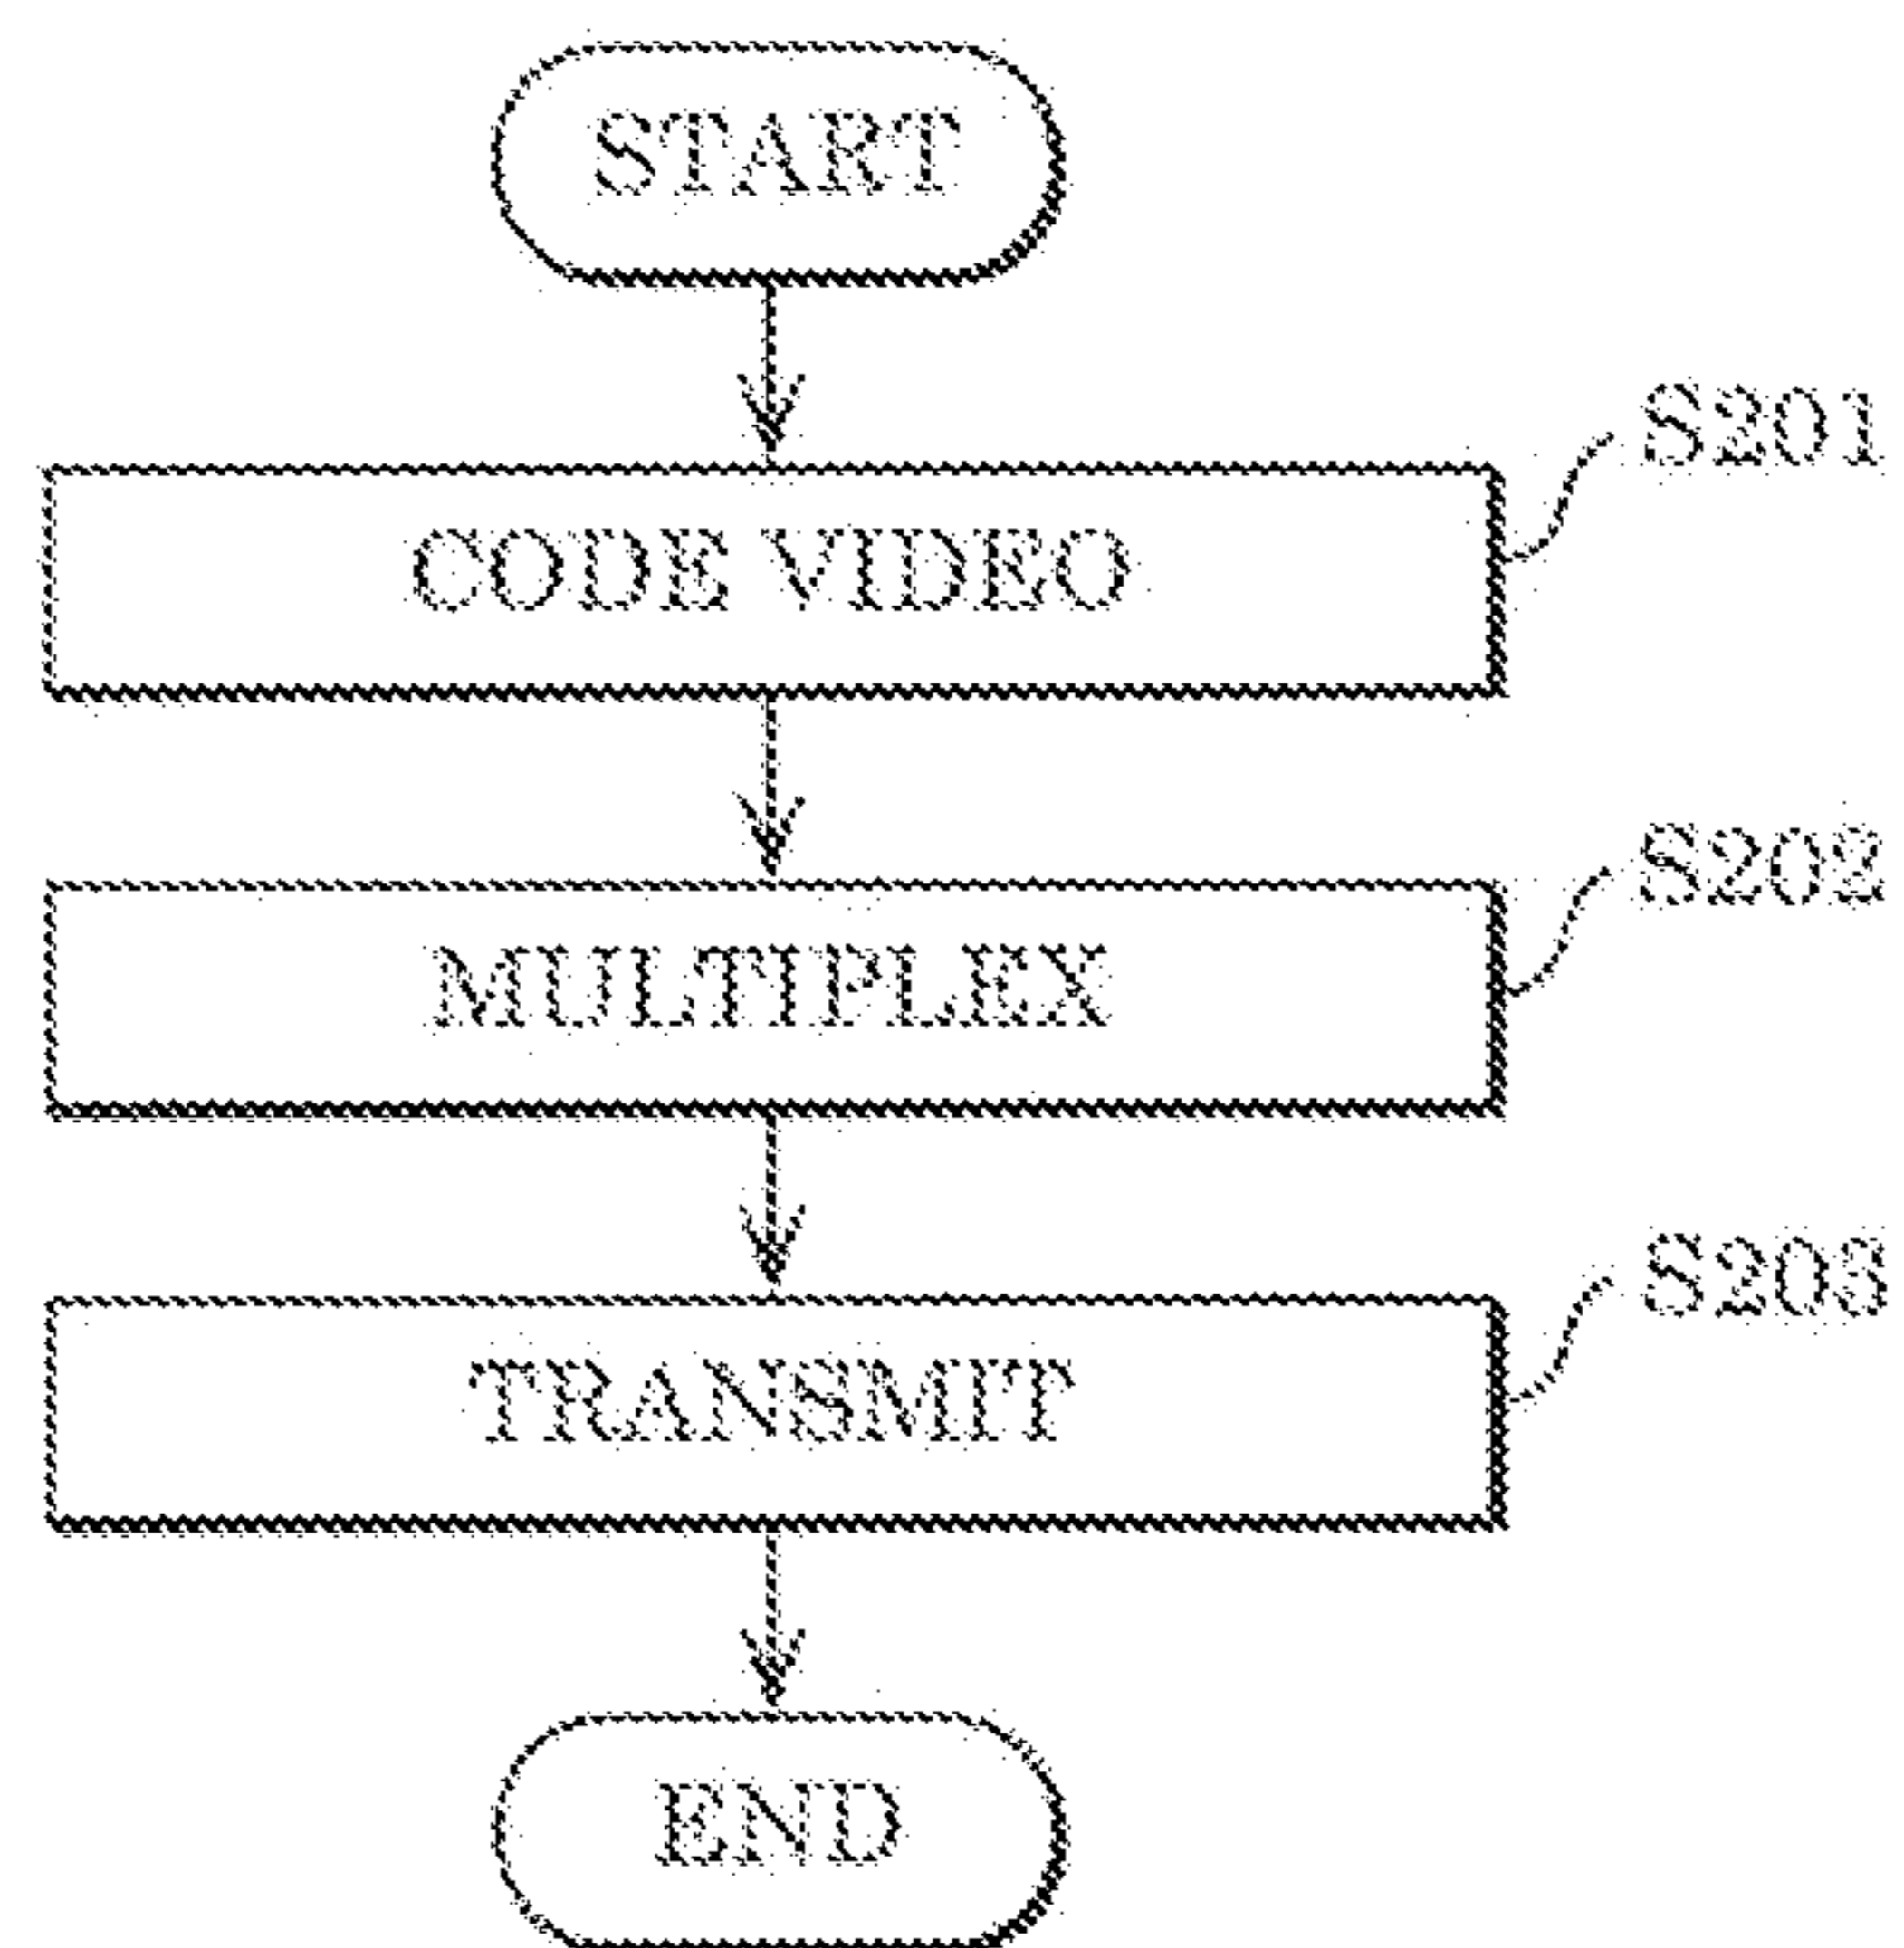 START
S201
CODE VIDEO
S202
MULTIPLEX
S203
TRANSMIT
END